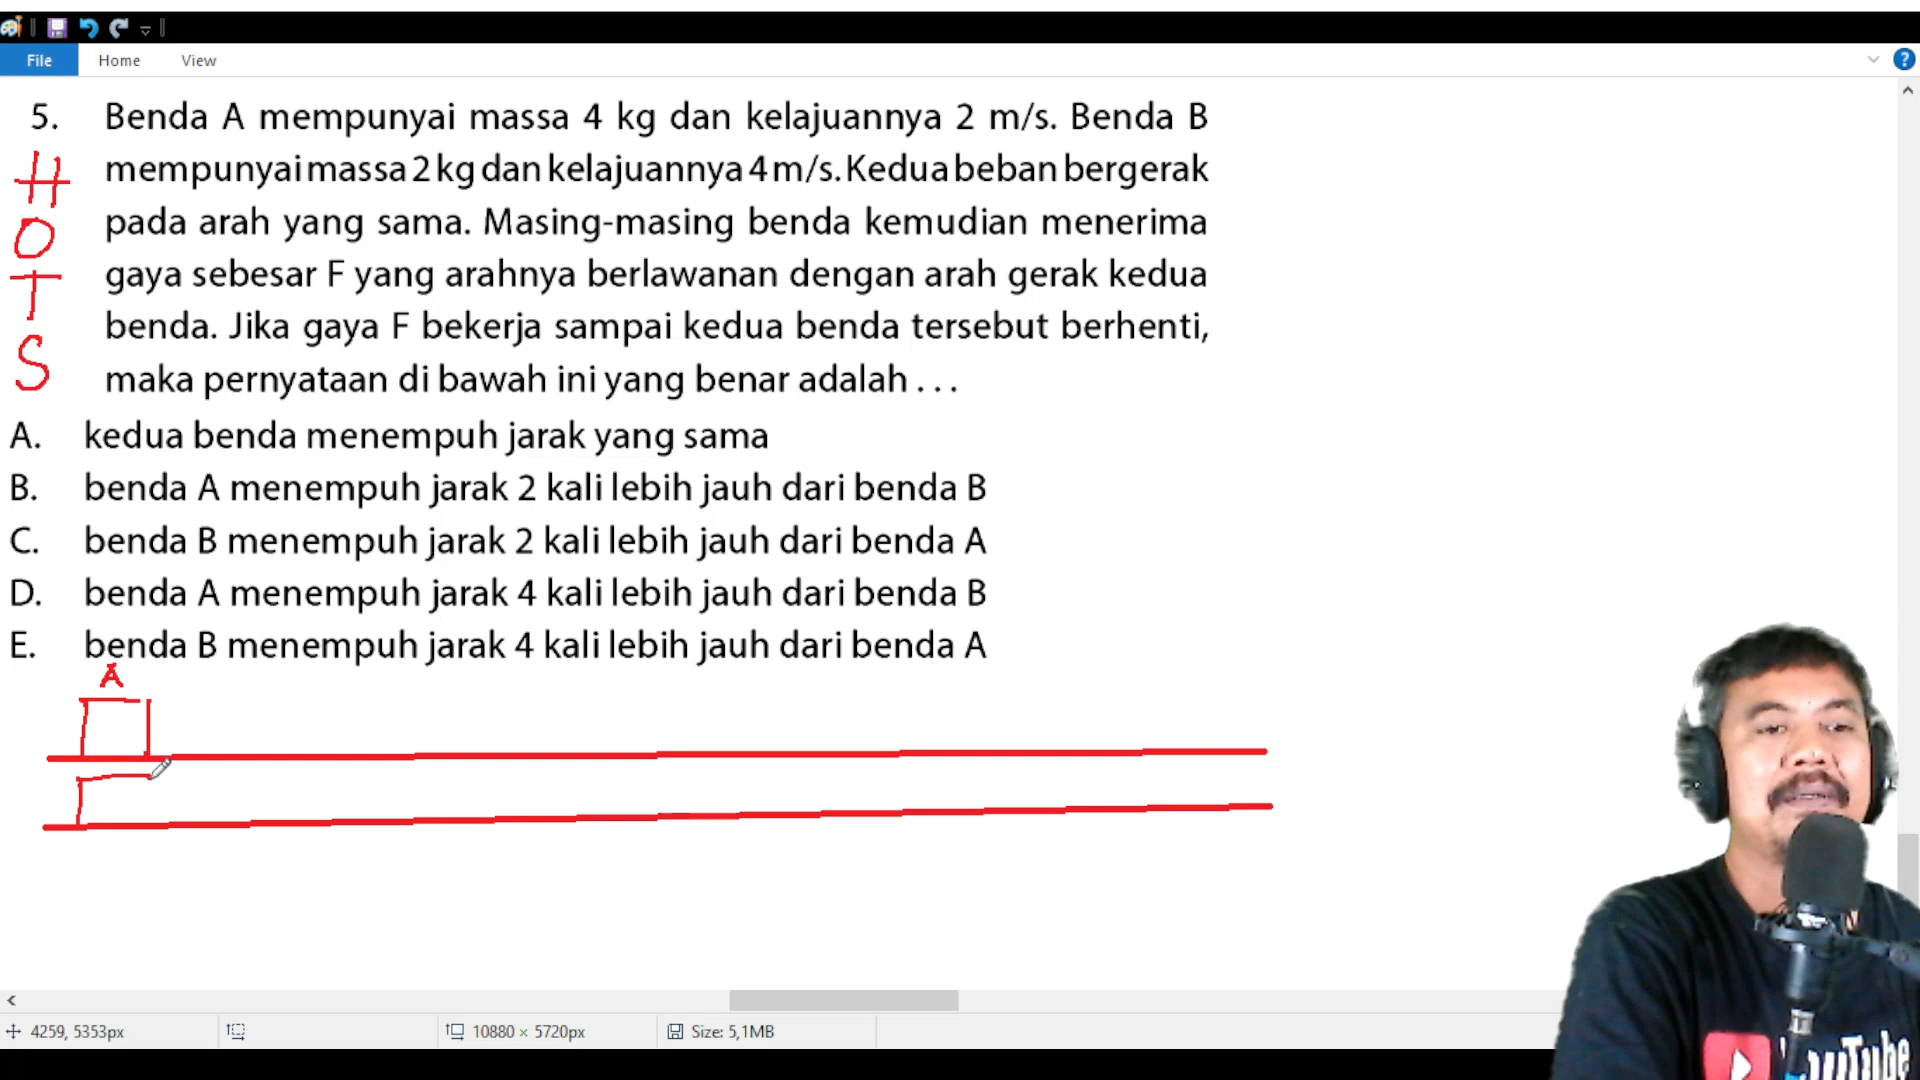 File Home View
5. Benda A mempunyai massa 4 kg dan kelajuannya 2 m/s. Benda B
mempunyai massa 2 kg dan kelajuannya 4 m/s. Kedua beban bergerak
pada arah yang sama. Masing-masing benda kemudian menerima
gaya sebesar F yang arahnya berlawanan dengan arah gerak kedua
benda. Jika gaya F bekerja sampai kedua benda tersebut berhenti,
maka pernyataan di bawah ini yang benar adalah . . .
H
O
T
S
A. kedua benda menempuh jarak yang sama
B. benda A menempuh jarak 2 kali lebih jauh dari benda B
C. benda B menempuh jarak 2 kali lebih jauh dari benda A
D. benda A menempuh jarak 4 kali lebih jauh dari benda B
E. benda B menempuh jarak 4 kali lebih jauh dari benda A
A
4259, 5353px
10880 × 5720px
Size: 5,1MB
YouTube